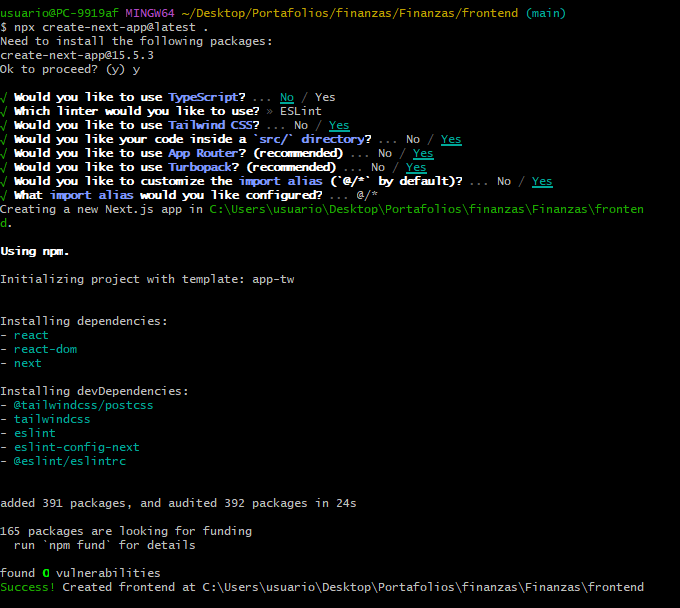 usuario@PC-9919af MINGW64 ~/Desktop/Portafolios/finanzas/Finanzas/frontend (main)
$ npx create-next-app@latest .
Need to install the following packages:
create-next-app@15.5.3
Ok to proceed? (y) y

√ Would you like to use TypeScript? ... No / Yes
√ Which linter would you like to use? » ESLint
√ Would you like to use Tailwind CSS? ... No / Yes
√ Would you like your code inside a `src/` directory? ... No / Yes
√ Would you like to use App Router? (recommended) ... No / Yes
√ Would you like to use Turbopack? (recommended) ... No / Yes
√ Would you like to customize the import alias (`@/*` by default)? ... No / Yes
√ What import alias would you like configured? ... @/*
Creating a new Next.js app in C:\Users\usuario\Desktop\Portafolios\finanzas\Finanzas\fronten
d.

Using npm.

Initializing project with template: app-tw


Installing dependencies:
- react
- react-dom
- next

Installing devDependencies:
- @tailwindcss/postcss
- tailwindcss
- eslint
- eslint-config-next
- @eslint/eslintrc


added 391 packages, and audited 392 packages in 24s

165 packages are looking for funding
  run `npm fund` for details

found 0 vulnerabilities
Success! Created frontend at C:\Users\usuario\Desktop\Portafolios\finanzas\Finanzas\frontend